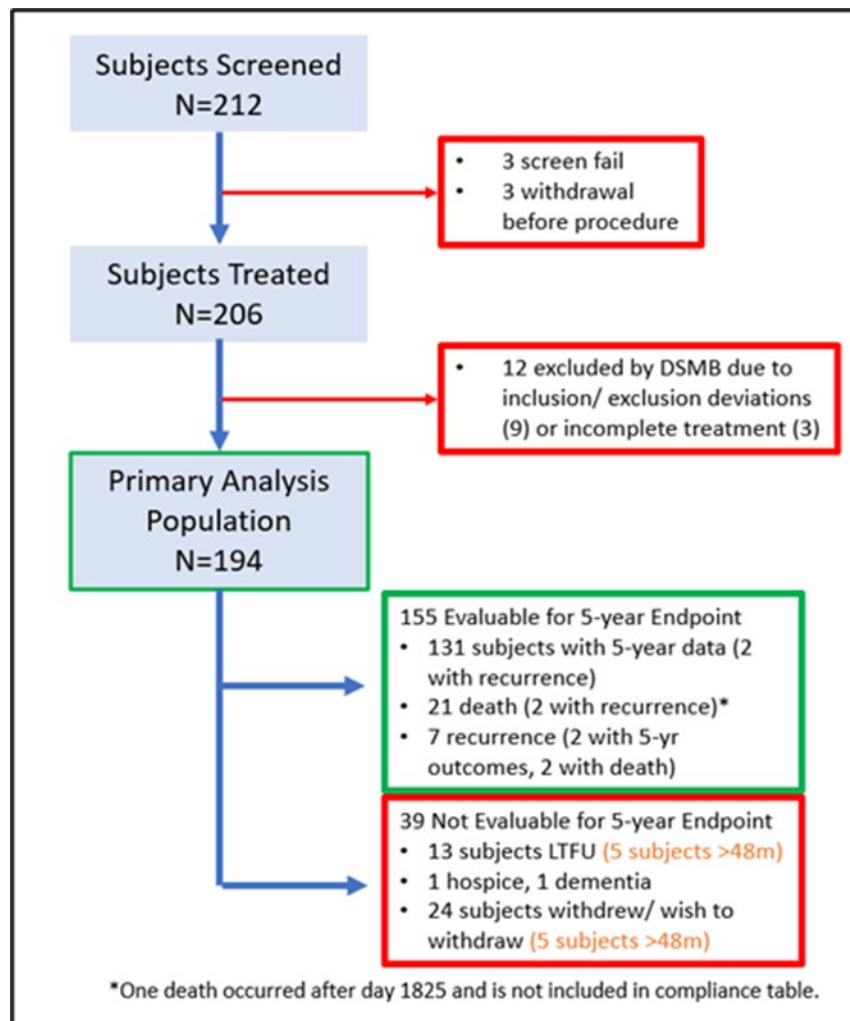 Subjects Screened
N=212
• 3 screen fail
• 3 withdrawal
before procedure
Subjects Treated
N=206
• 12 excluded by DSMB due to
inclusion/ exclusion deviations
(9) or incomplete treatment (3)
Primary Analysis
Population
N=194
155 Evaluable for 5-year Endpoint
• 131 subjects with 5-year data (2
with recurrence)
• 21 death (2 with recurrence)*
• 7 recurrence (2 with 5-yr
outcomes, 2 with death)
39 Not Evaluable for 5-year Endpoint
• 13 subjects LTFU (5 subjects >48m)
• 1 hospice, 1 dementia
• 24 subjects withdrew/ wish to
withdraw (5 subjects >48m)
*One death occurred after day 1825 and is not included in compliance table.